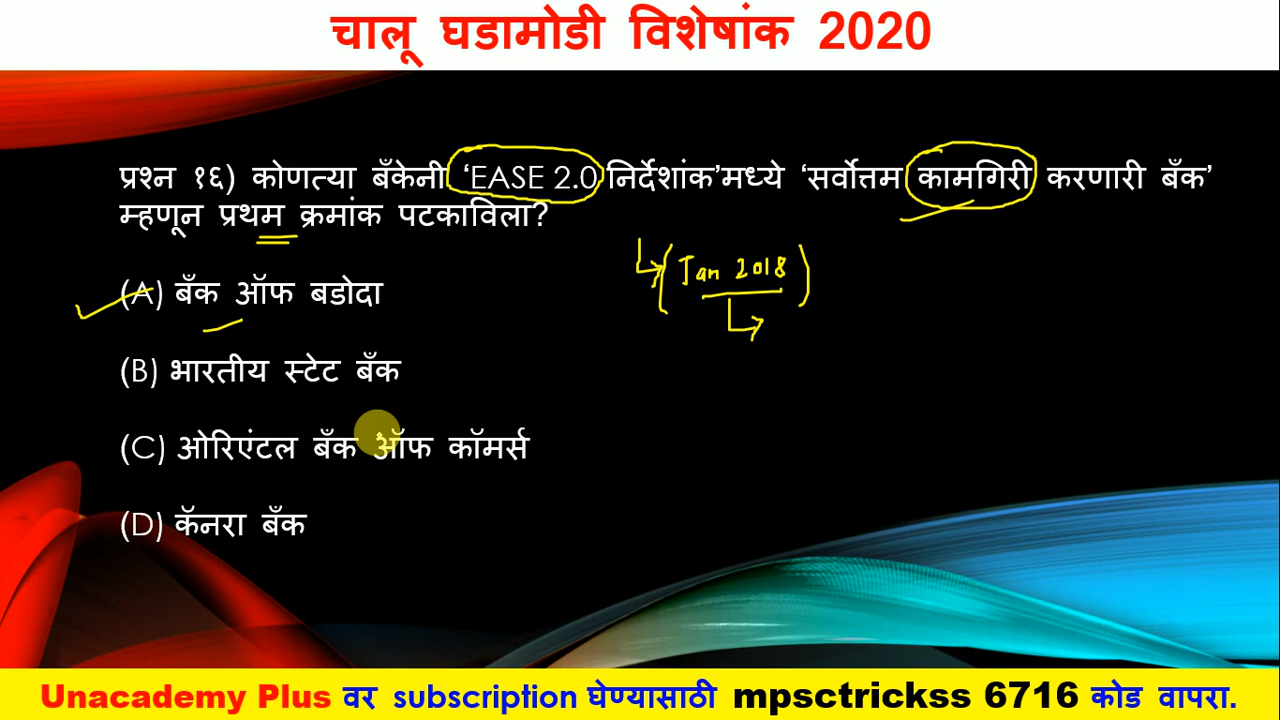 चालू घडामोडी विशेषांक 2020
प्रश्न १६) कोणत्या बँकेनी ‘EASE 2.0 निर्देशांक’मध्ये ‘सर्वोत्तम कामगिरी करणारी बँक’
म्हणून प्रथम क्रमांक पटकाविला?
(Jan 2018)
(A) बँक ऑफ बडोदा
(B) भारतीय स्टेट बँक
(C) ओरिएंटल बँक ऑफ कॉमर्स
(D) कॅनरा बँक
Unacademy Plus वर subscription घेण्यासाठी mpsctrickss 6716 कोड वापरा.